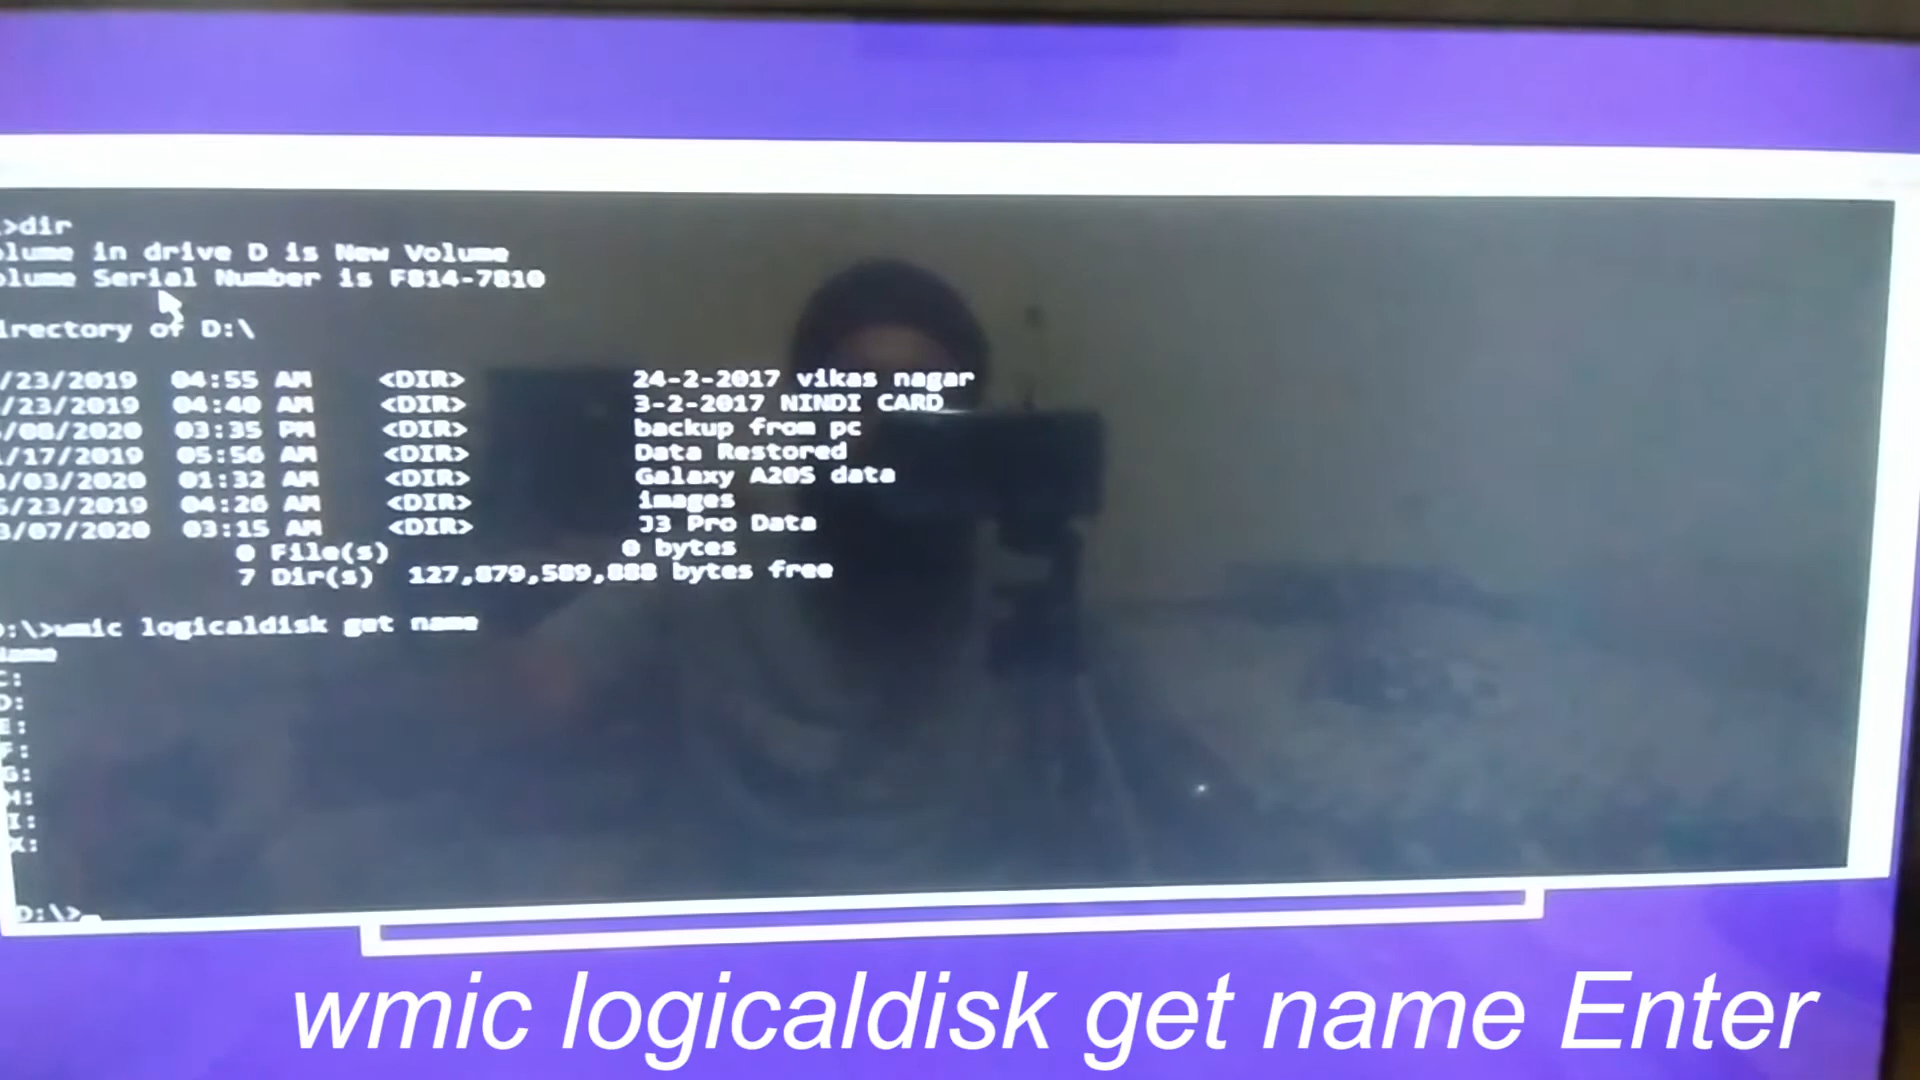 >dir
olume in drive D is New Volume
olume Serial Number is F814-7810
irectory of D:\
/23/2019 04:55 AM <DIR> 24-2-2017 vikas nagar
/23/2019 04:40 AM <DIR> 3-2-2017 NINDI CARD
/08/2020 03:35 PM <DIR> backup from pc
/17/2019 05:56 AM <DIR> Data Restored
/03/2020 01:32 AM <DIR> Galaxy A20S data
/23/2019 04:26 AM <DIR> images
3/07/2020 03:15 AM <DIR> J3 Pro Data
0 File(s) 0 bytes
7 Dir(s) 127,879,589,888 bytes free
D:\>wmic logicaldisk get name
Name
C:
D:
E:
F:
G:
H:
I:
X:
D:\>_
wmic logicaldisk get name Enter